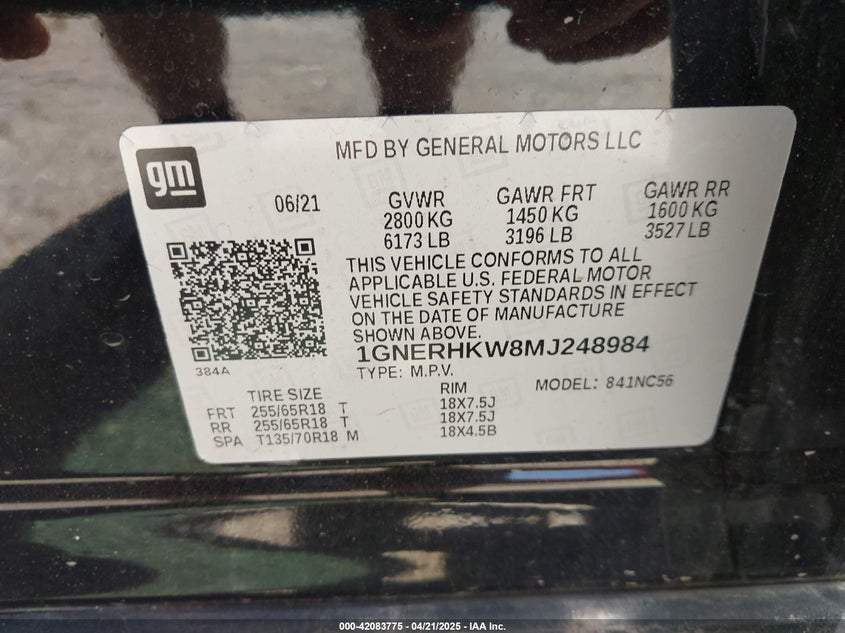 MFD BY GENERAL MOTORS LLC
gm
06/21
GVWR
2800 KG
6173 LB
GAWR FRT
1450 KG
3196 LB
GAWR RR
1600 KG
3527 LB
THIS VEHICLE CONFORMS TO ALL
APPLICABLE U.S. FEDERAL MOTOR
VEHICLE SAFETY STANDARDS IN EFFECT
ON THE DATE OF MANUFACTURE
SHOWN ABOVE.
1GNERHKW8MJ248984
384A
TYPE: M.P.V.
MODEL: 841NC56
TIRE SIZE RIM
FRT 255/65R18 T 18X7.5J
RR 255/65R18 T 18X7.5J
SPA T135/70R18 M 18X4.5B
000-42083775 - 04/21/2025 - IAA Inc.